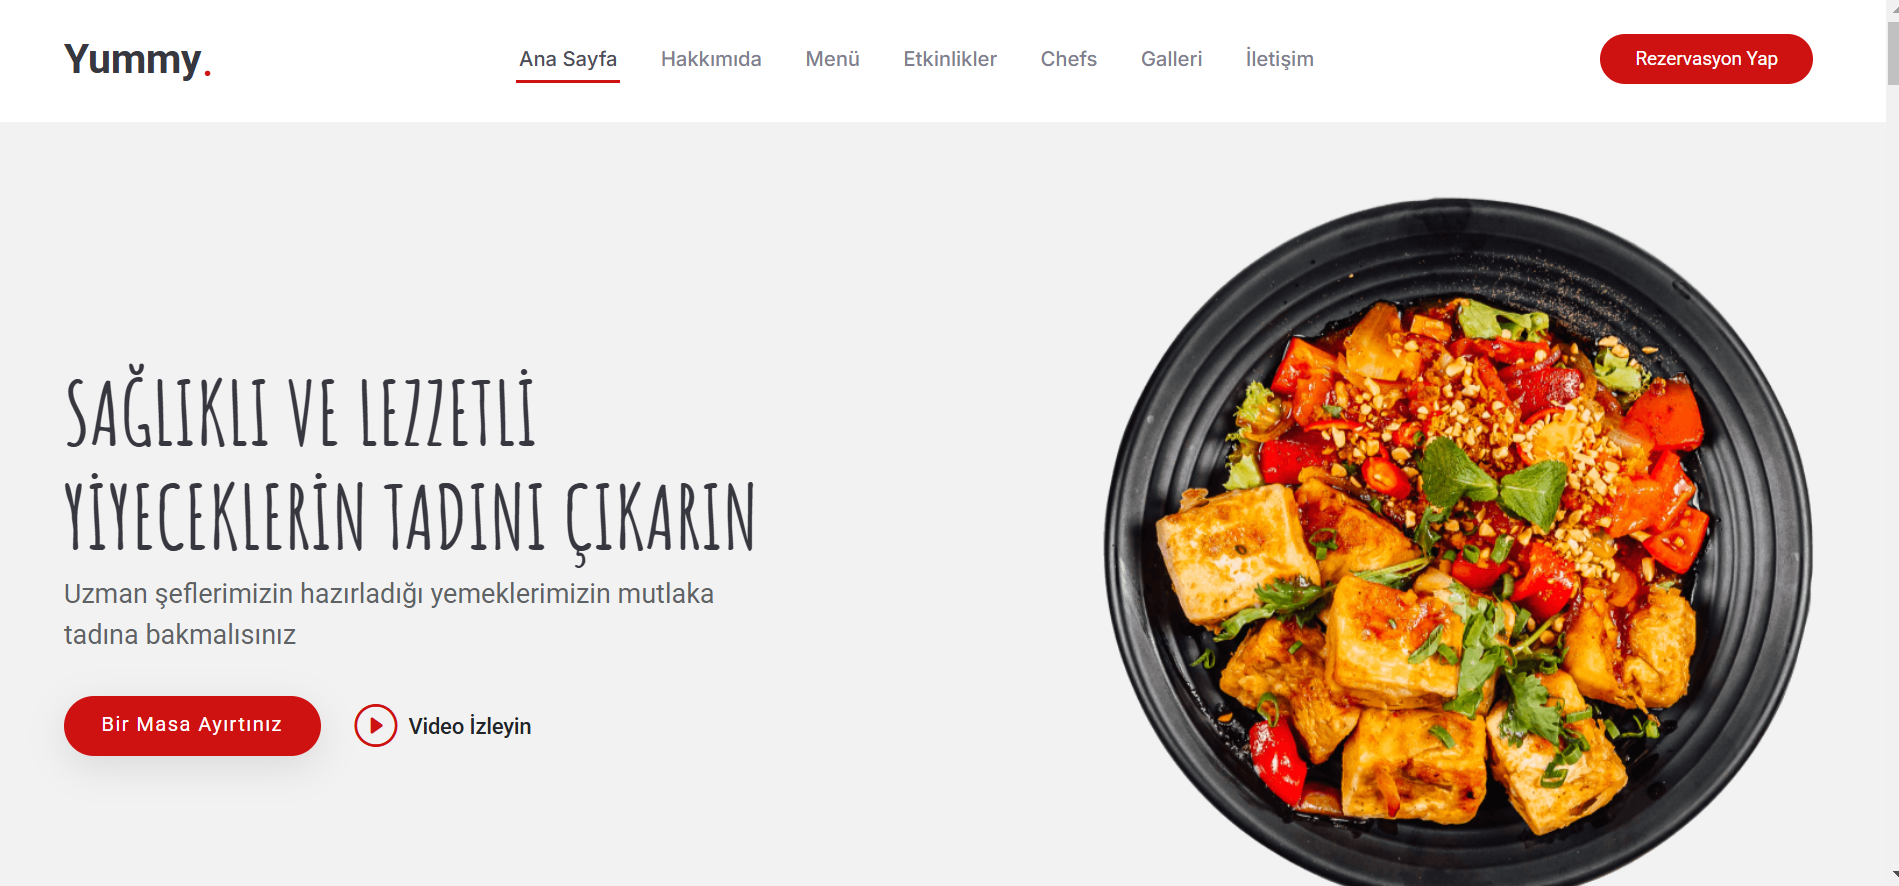 Yummy.
Ana Sayfa
Hakkımıda
Menü
Etkinlikler
Chefs
Galleri
İletişim
Rezervasyon Yap
SAĞLIKLI VE LEZZETLİ
YİYECEKLERİN TADINI ÇIKARIN
Uzman şeflerimizin hazırladığı yemeklerimizin mutlaka
tadına bakmalısınız
Bir Masa Ayırtınız
Video İzleyin